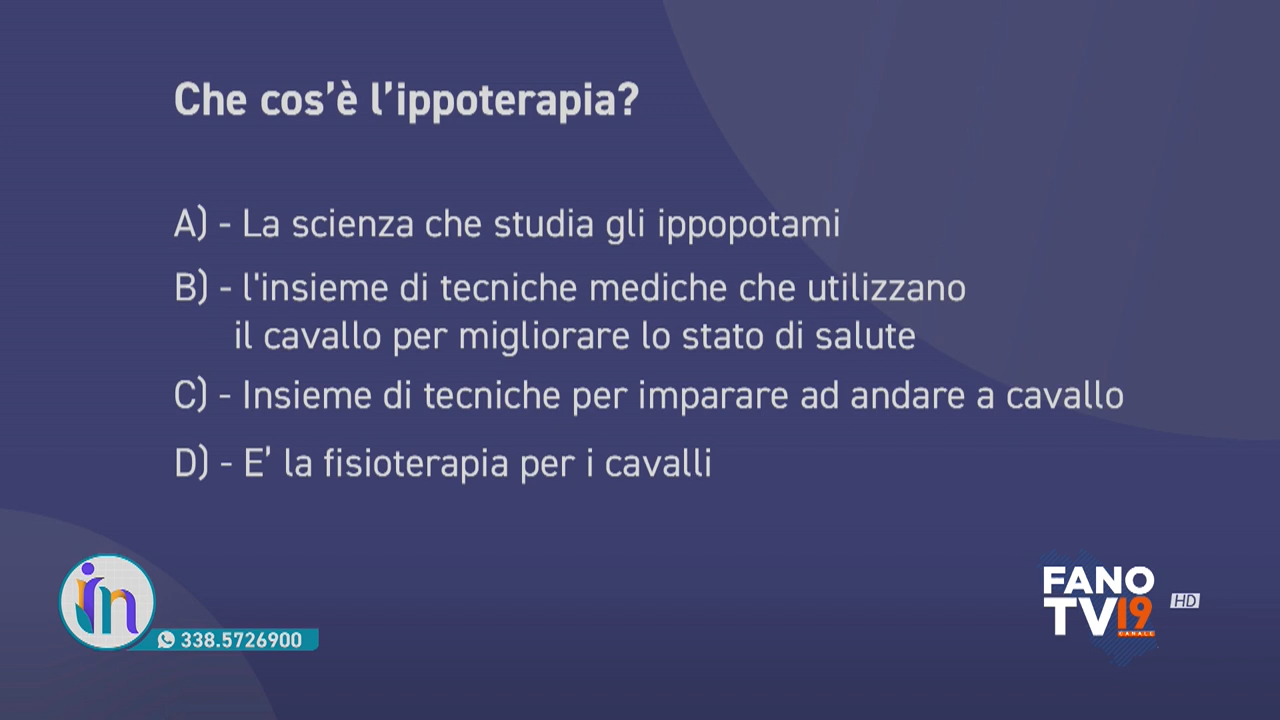 Che cos’è l’ippoterapia?
A) - La scienza che studia gli ippopotami
B) - l'insieme di tecniche mediche che utilizzano
il cavallo per migliorare lo stato di salute
C) - Insieme di tecniche per imparare ad andare a cavallo
D) - E’ la fisioterapia per i cavalli
in
338.5726900
FANO
TV19
CANALE
HD